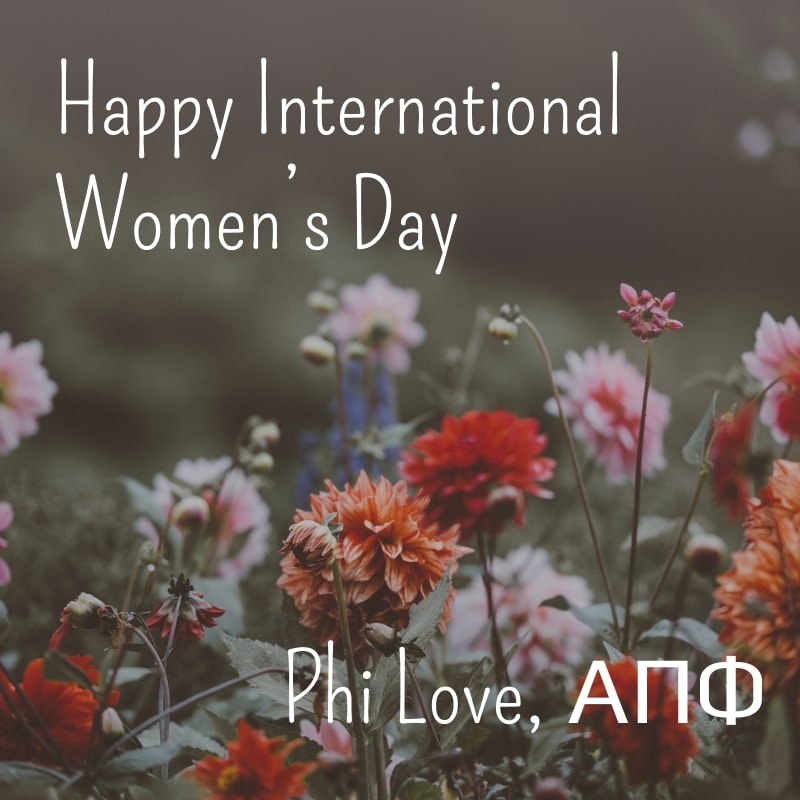 Happy International
Women's Day
Phi Love, ΑΠΦ